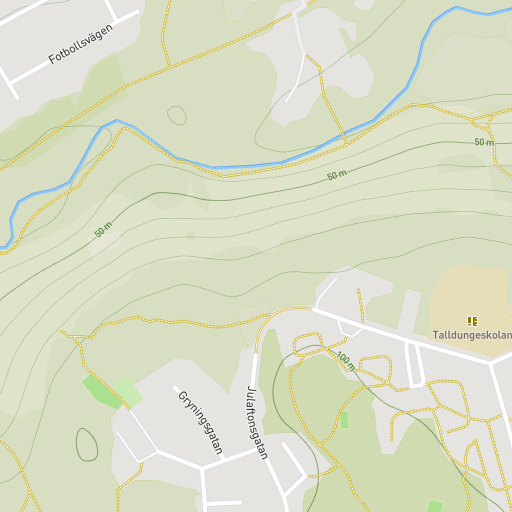 Fotbollsvägen
50 m
50 m
50 m
Talldungeskolan
100 m
Gryningsgatan
Julaftonsgatan